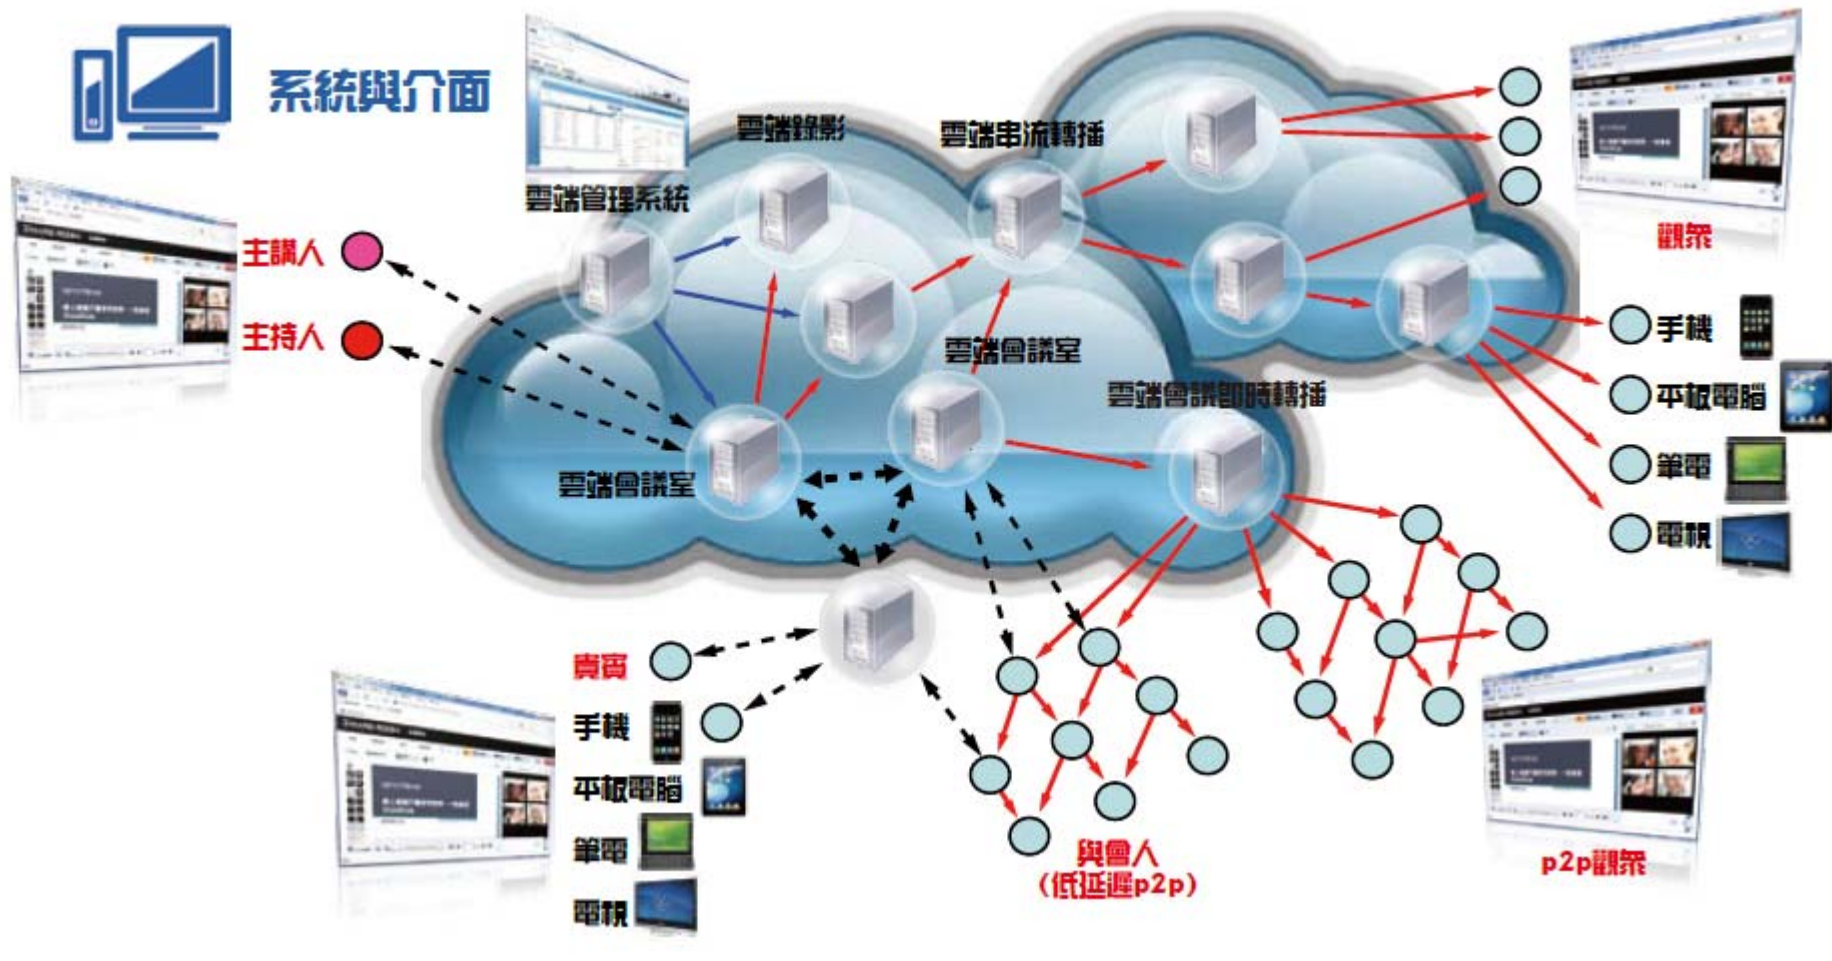 系統與介面
雲端錄影
雲端串流轉播
雲端管理系統
主講人
觀眾
主持人
手機
雲端會議室
雲端會議即時轉播
平板電腦
雲端會議室
筆電
電視
貴賓
手機
平板電腦
筆電
電視
與會人
(低延遲p2p)
p2p觀眾